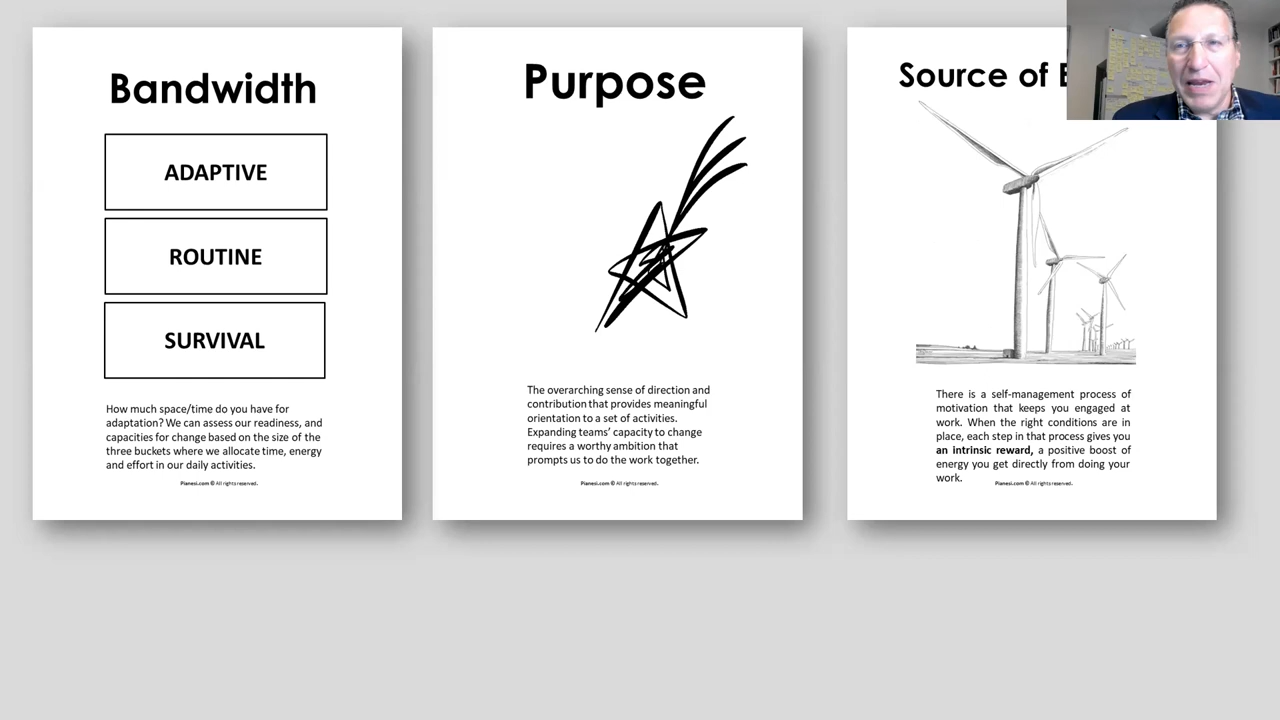 Bandwidth
ADAPTIVE
ROUTINE
SURVIVAL
How much space/time do you have for
adaptation? We can assess our readiness, and
capacities for change based on the size of the
three buckets where we allocate time, energy
and effort in our daily activities.
Pianesi.com © All rights reserved.
Purpose
The overarching sense of direction and
contribution that provides meaningful
orientation to a set of activities.
Expanding teams’ capacity to change
requires a worthy ambition that
prompts us to do the work together.
Pianesi.com © All rights reserved.
Source of
There is a self-management process of
motivation that keeps you engaged at
work. When the right conditions are in
place, each step in that process gives you
an intrinsic reward, a positive boost of
energy you get directly from doing your
work.
Pianesi.com © All rights reserved.